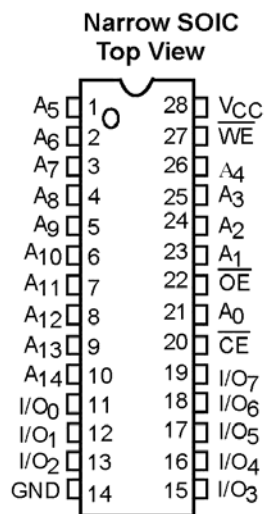 Narrow SOIC
Top View
A5 1 28 VCC
A6 2 27 W̅E̅
A7 3 26 A4
A8 4 25 A3
A9 5 24 A2
A10 6 23 A1
A11 7 22 O̅E̅
A12 8 21 A0
A13 9 20 C̅E̅
A14 10 19 I/O7
I/O0 11 18 I/O6
I/O1 12 17 I/O5
I/O2 13 16 I/O4
GND 14 15 I/O3